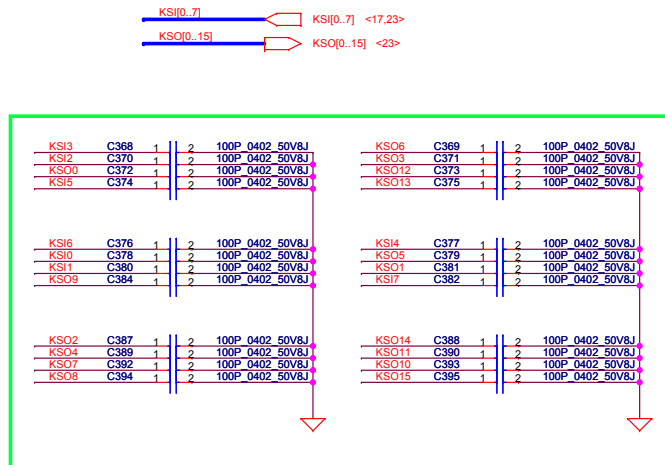 KSI[0..7] KSI[0..7] <17,23>
KSO[0..15] KSO[0..15] <23>
KSI3 C368 1 2 100P_0402_50V8J KSO6 C369 1 2 100P_0402_50V8J
KSI2 C370 1 2 100P_0402_50V8J KSO3 C371 1 2 100P_0402_50V8J
KSO0 C372 1 2 100P_0402_50V8J KSO12 C373 1 2 100P_0402_50V8J
KSI5 C374 1 2 100P_0402_50V8J KSO13 C375 1 2 100P_0402_50V8J
KSI6 C376 1 2 100P_0402_50V8J KSI4 C377 1 2 100P_0402_50V8J
KSI0 C378 1 2 100P_0402_50V8J KSO5 C379 1 2 100P_0402_50V8J
KSI1 C380 1 2 100P_0402_50V8J KSO1 C381 1 2 100P_0402_50V8J
KSO9 C384 1 2 100P_0402_50V8J KSI7 C382 1 2 100P_0402_50V8J
KSO2 C387 1 2 100P_0402_50V8J KSO14 C388 1 2 100P_0402_50V8J
KSO4 C389 1 2 100P_0402_50V8J KSO11 C390 1 2 100P_0402_50V8J
KSO7 C392 1 2 100P_0402_50V8J KSO10 C393 1 2 100P_0402_50V8J
KSO8 C394 1 2 100P_0402_50V8J KSO15 C395 1 2 100P_0402_50V8J